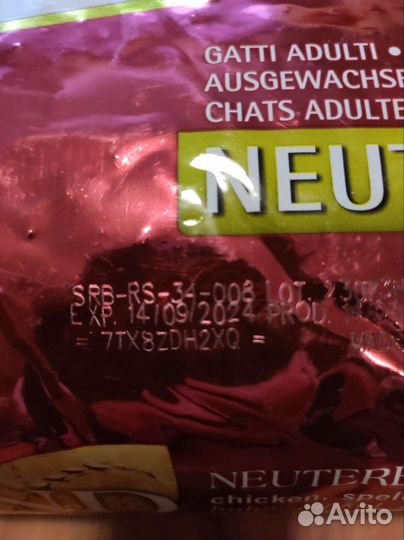 GATTI ADULTI •
AUSGEWACHSE
CHATS ADULTE
NEUT
SRB-RS-34-008 LOT
EXP. 14/09/2024 PROD.
= 7TX8ZDH2XQ =
NEUTERE
chicken, spel
Avito